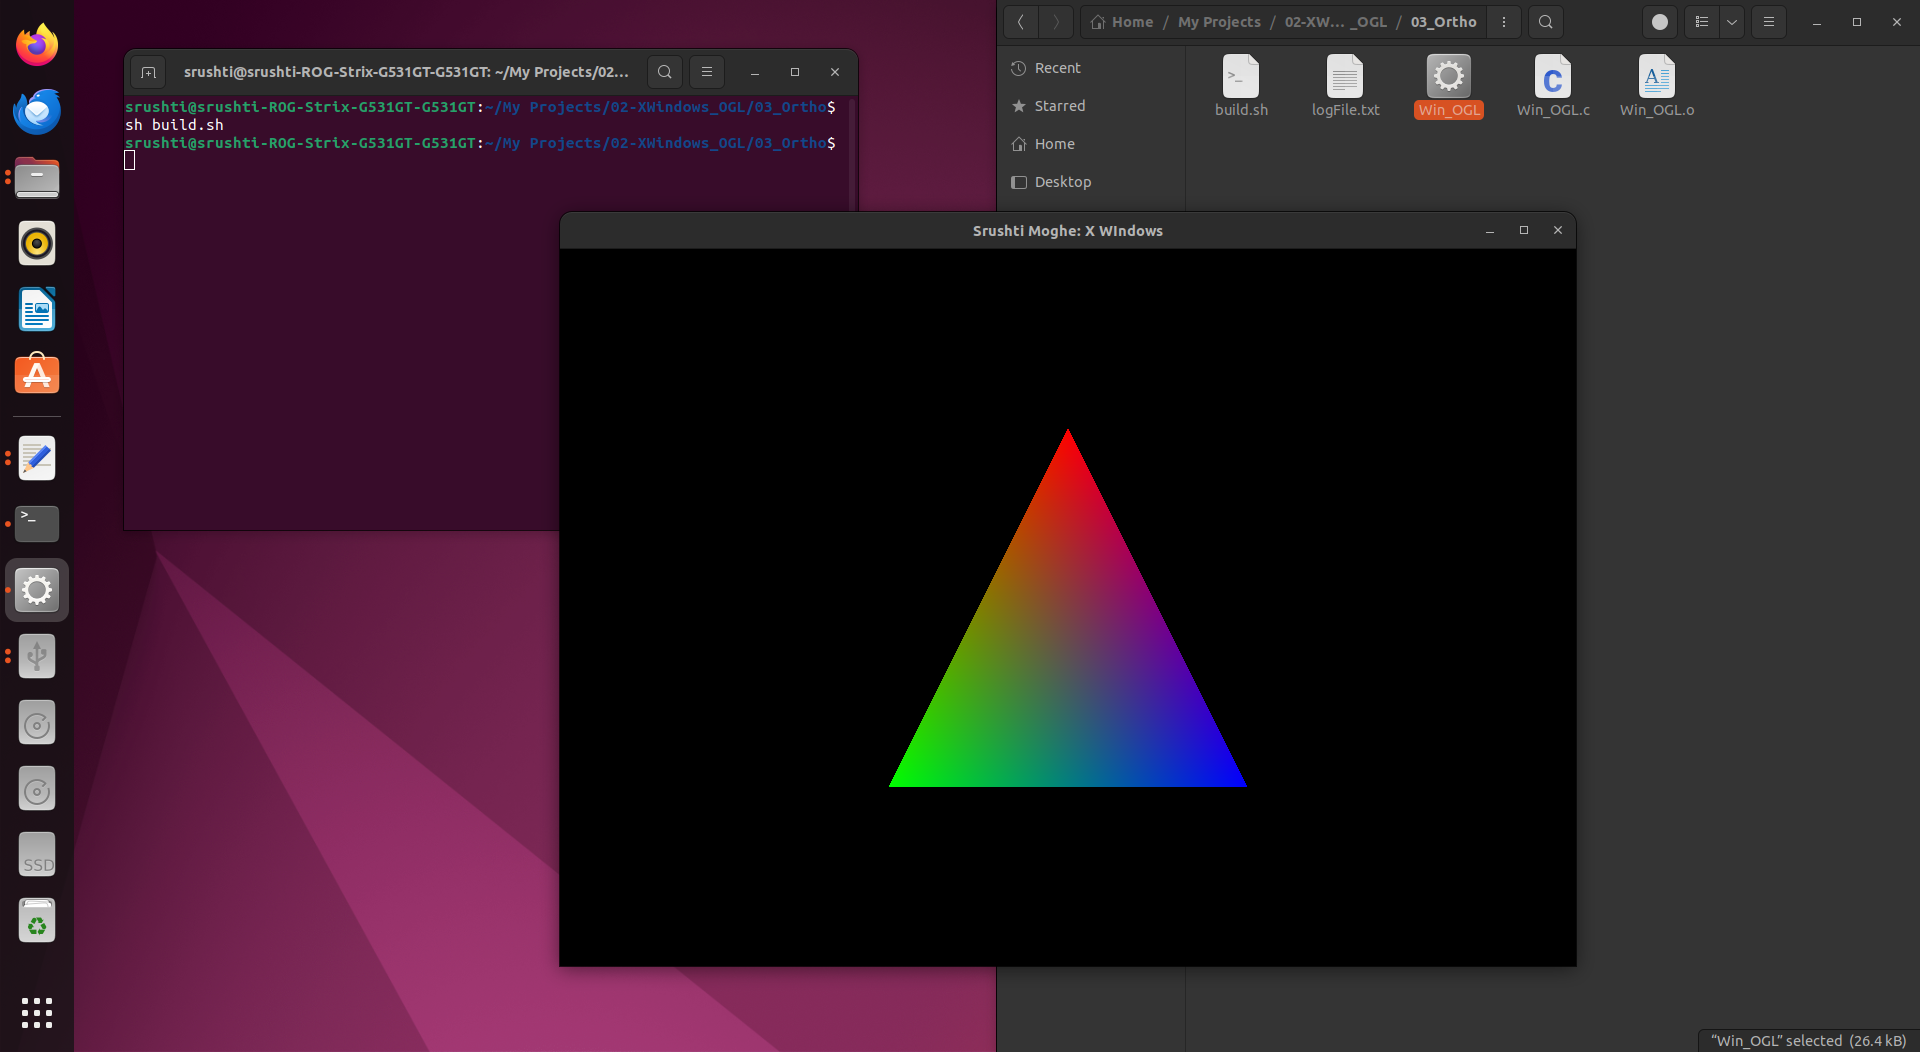 srushti@srushti-ROG-Strix-G531GT-G531GT: ~/My Projects/02...
srushti@srushti-ROG-Strix-G531GT-G531GT:~/My Projects/02-XWindows_OGL/03_Ortho$
sh build.sh
srushti@srushti-ROG-Strix-G531GT-G531GT:~/My Projects/02-XWindows_OGL/03_Ortho$
Home / My Projects / 02-XW... _OGL / 03_Ortho
Recent
Starred
Home
Desktop
build.sh
logFile.txt
Win_OGL
Win_OGL.c
Win_OGL.o
Srushti Moghe: X WIndows
SSD
“Win_OGL” selected (26.4 kB)